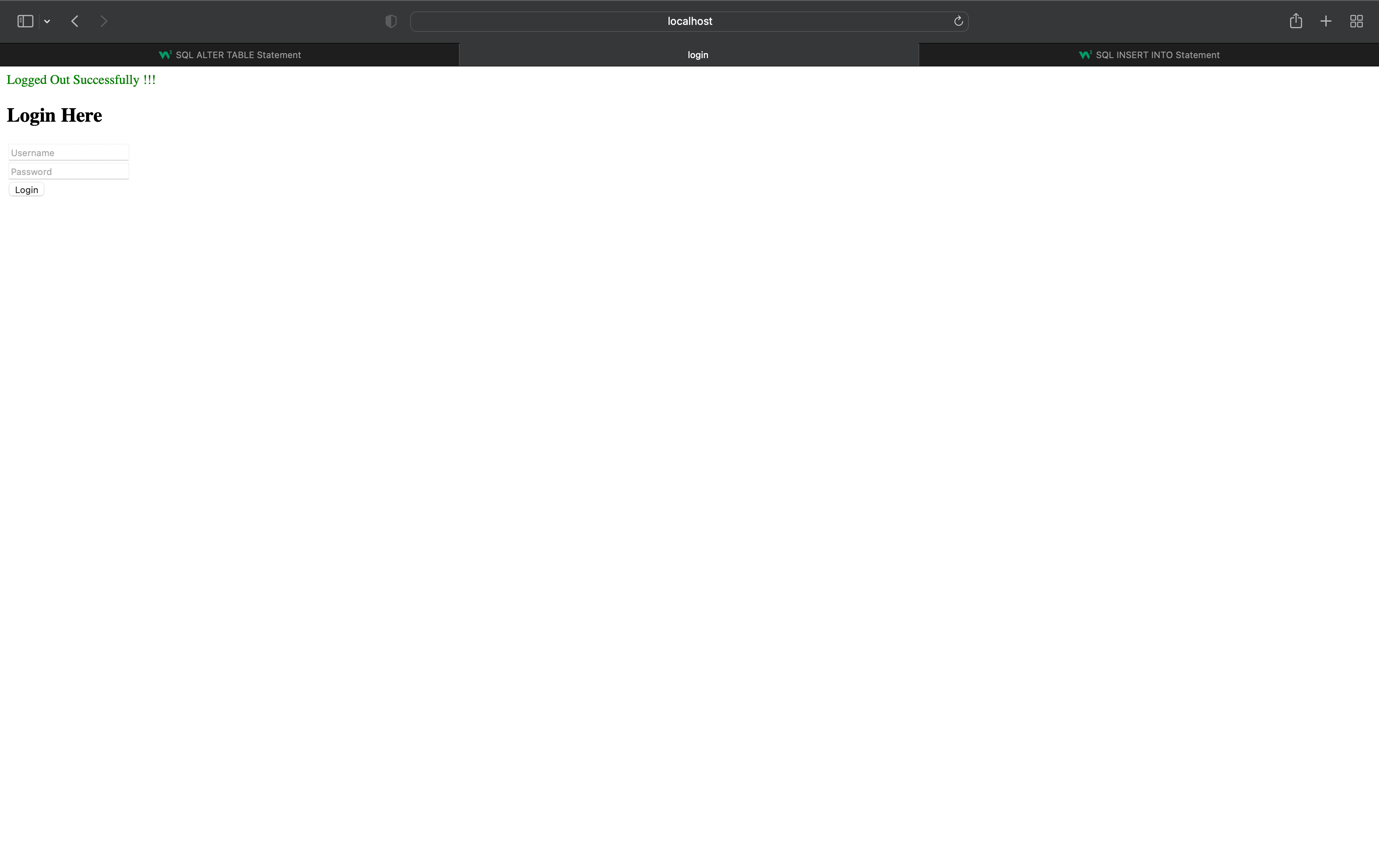 localhost
SQL ALTER TABLE Statement
login
SQL INSERT INTO Statement
Logged Out Successfully !!!
Login Here
Username
Password
Login